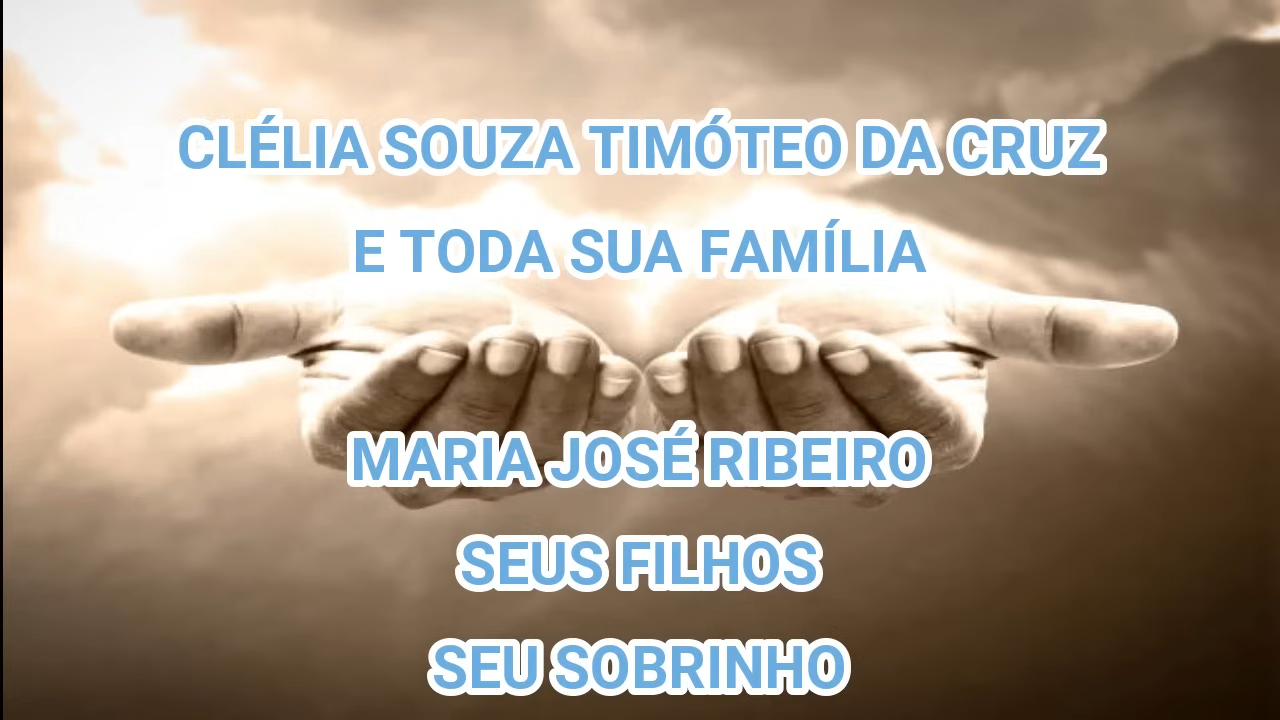 CLÉLIA SOUZA TIMÓTEO DA CRUZ
E TODA SUA FAMÍLIA
MARIA JOSÉ RIBEIRO
SEUS FILHOS
SEU SOBRINHO